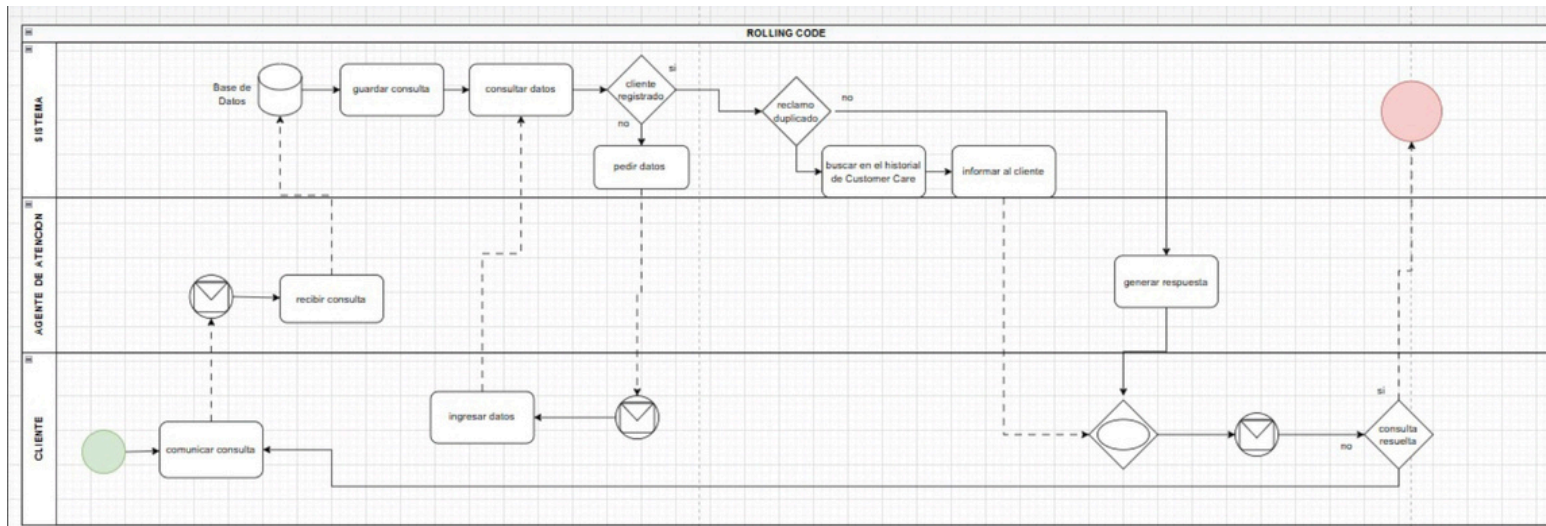 ROLLING CODE
SISTEMA
Base de
Datos
guardar consulta
consultar datos
cliente
registrado
si
no
pedir datos
reclamo
duplicado
no
buscar en el historial
de Customer Care
informar al cliente
AGENTE DE ATENCION
recibir consulta
generar respuesta
CLIENTE
comunicar consulta
ingresar datos
si
consulta
resuelta
no